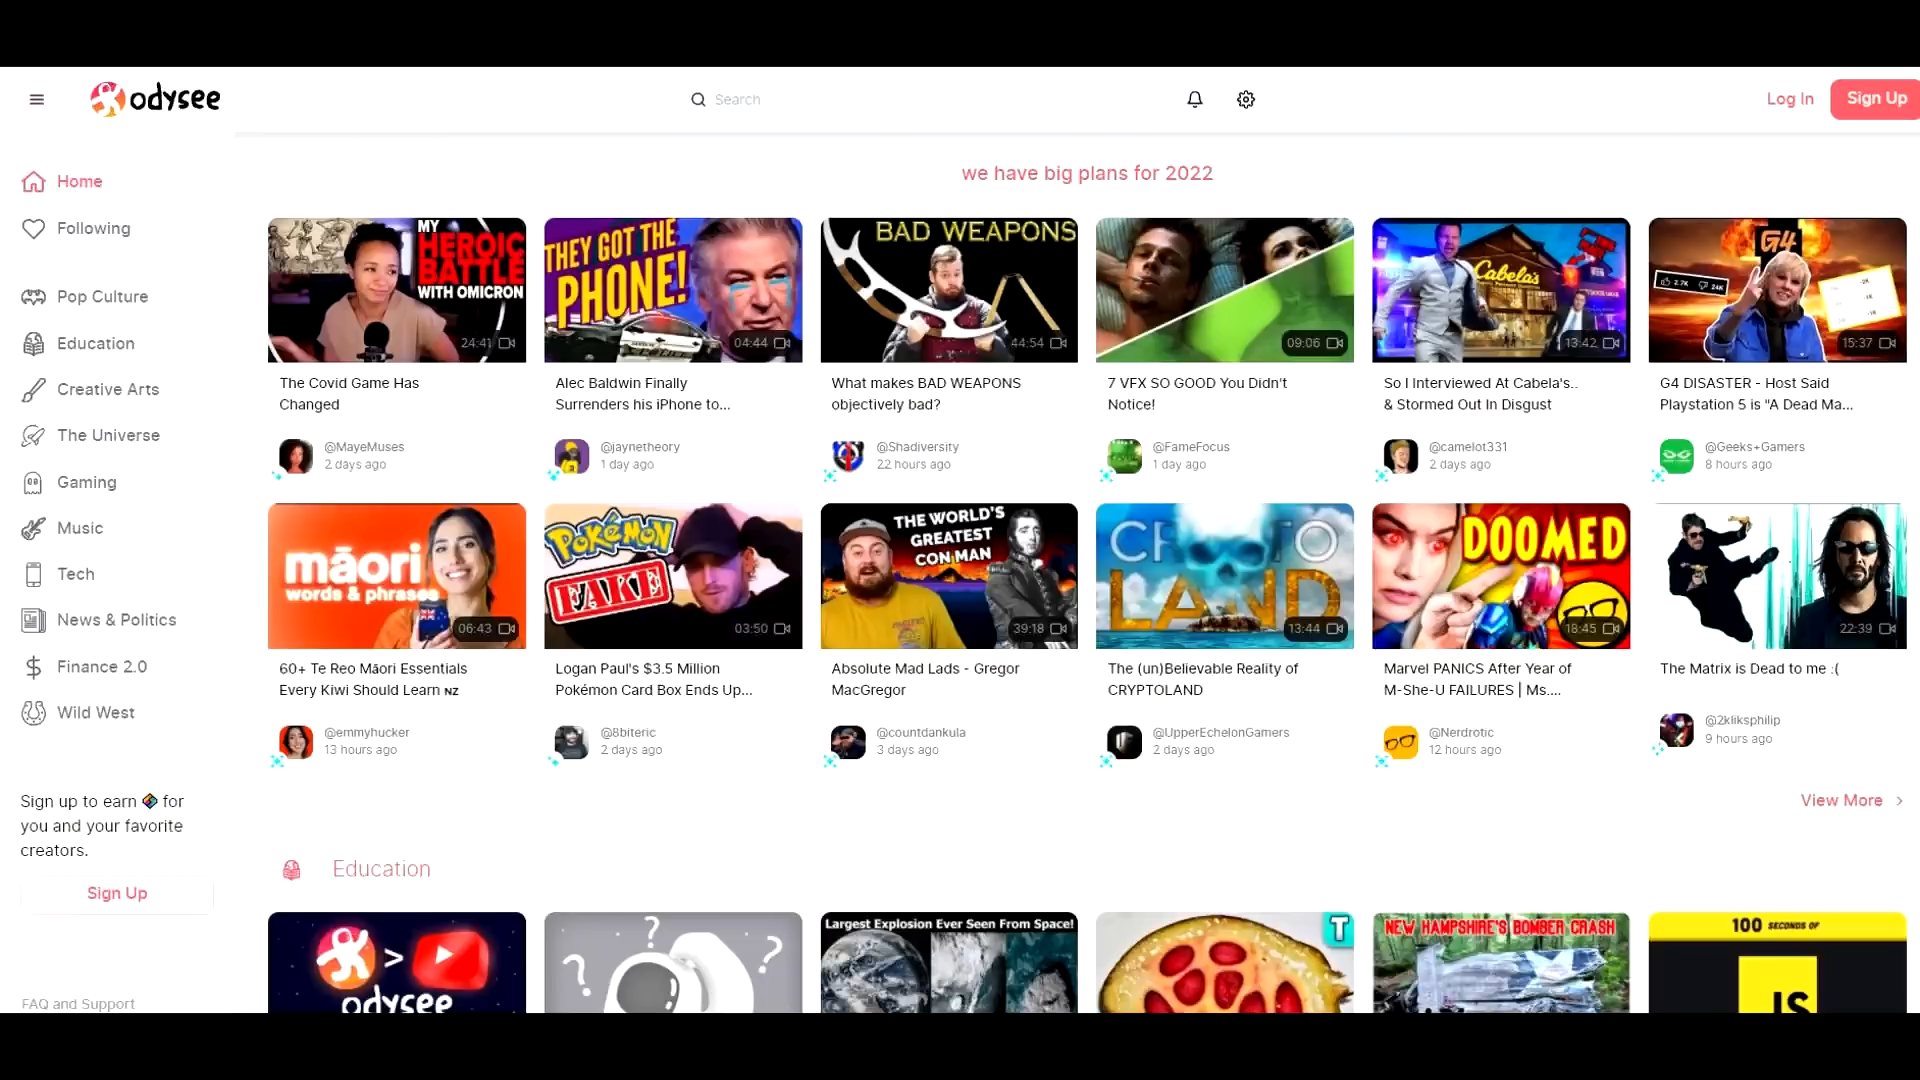 odysee
Search
Log In
Sign Up
Home
Following
Pop Culture
Education
Creative Arts
The Universe
Gaming
Music
Tech
News & Politics
Finance 2.0
Wild West
Sign up to earn for
you and your favorite
creators.
Sign Up
FAQ and Support
we have big plans for 2022
MY
HEROIC
BATTLE
WITH OMICRON
24:41
The Covid Game Has
Changed
@MayeMuses
2 days ago
THEY GOT THE
PHONE!
04:44
Alec Baldwin Finally
Surrenders his iPhone to...
@jaynetheory
1 day ago
BAD WEAPONS
44:54
What makes BAD WEAPONS
objectively bad?
@Shadiversity
22 hours ago
09:06
7 VFX SO GOOD You Didn't
Notice!
@FameFocus
1 day ago
Cabela's
13:42
So I Interviewed At Cabela's..
& Stormed Out In Disgust
@camelot331
2 days ago
G4
2.7K 24K
15:37
G4 DISASTER - Host Said
Playstation 5 is "A Dead Ma...
@Geeks+Gamers
8 hours ago
māori
words & phrases
06:43
60+ Te Reo Māori Essentials
Every Kiwi Should Learn NZ
@emmyhucker
13 hours ago
POKéMON
FAKE
03:50
Logan Paul's $3.5 Million
Pokémon Card Box Ends Up...
@8biteric
2 days ago
THE WORLD'S
GREATEST
CON MAN
39:18
Absolute Mad Lads - Gregor
MacGregor
@countdankula
3 days ago
CRYPTO
LAND
13:44
The (un)Believable Reality of
CRYPTOLAND
@UpperEchelonGamers
2 days ago
DOOMED
18:45
Marvel PANICS After Year of
M-She-U FAILURES | Ms....
@Nerdrotic
12 hours ago
22:39
The Matrix is Dead to me :(
@2kliksphilip
9 hours ago
View More
Education
>
odysee
? ? ?
Largest Explosion Ever Seen From Space!
T
NEW HAMPSHIRE'S BOMBER CRASH
100 SECONDS OF
JS